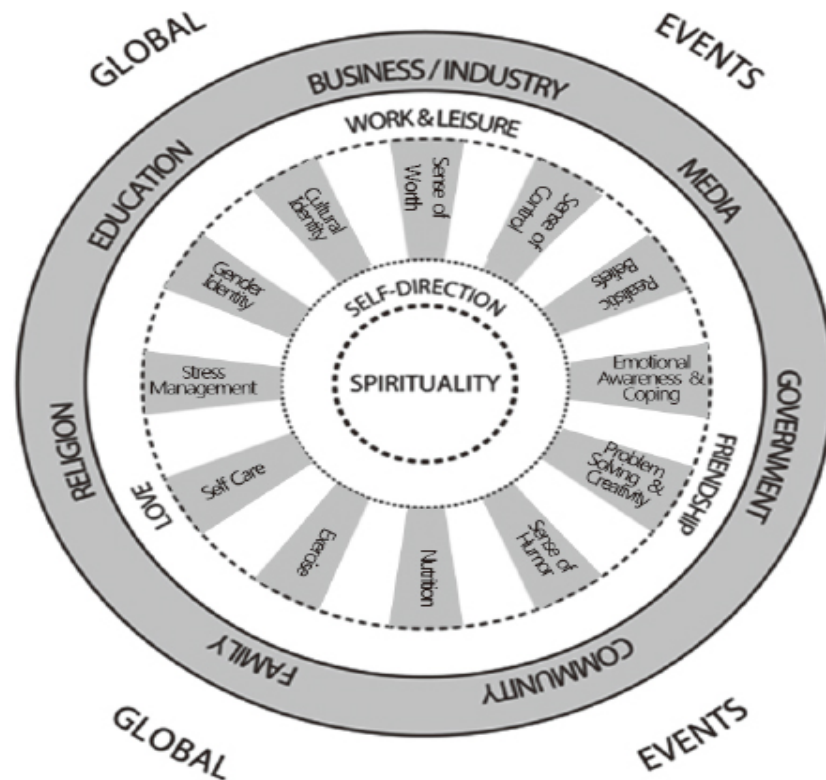 GLOBAL
EVENTS
BUSINESS / INDUSTRY
MEDIA
GOVERNMENT
COMMUNITY
FAMILY
RELIGION
EDUCATION
WORK & LEISURE
FRIENDSHIP
LOVE
Sense of
Worth
Sense of
Control
Realistic
Beliefs
Emotional
Awareness &
Coping
Problem
Solving &
Creativity
Sense of
Humor
Nutrition
Exercise
Self Care
Stress
Management
Gender
Identity
Cultural
Identity
SELF-DIRECTION
SPIRITUALITY
GLOBAL
EVENTS